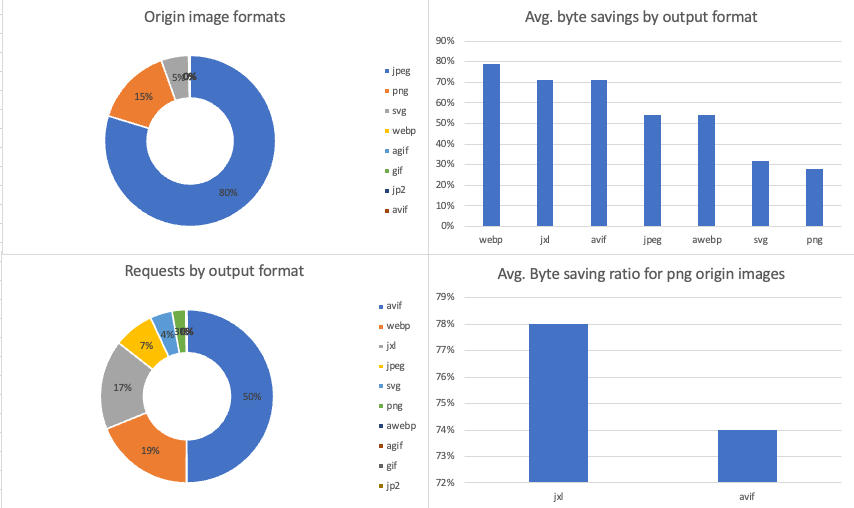 Origin image formats
5%
0%
15%
80%
jpeg
png
svg
webp
agif
gif
jp2
avif
Avg. byte savings by output format
90%
80%
70%
60%
50%
40%
30%
20%
10%
0%
webp jxl avif jpeg awebp svg png
Requests by output format
3%
0%
4%
7%
17%
50%
19%
avif
webp
jxl
jpeg
svg
png
awebp
agif
gif
jp2
Avg. Byte saving ratio for png origin images
79%
78%
77%
76%
75%
74%
73%
72%
jxl avif